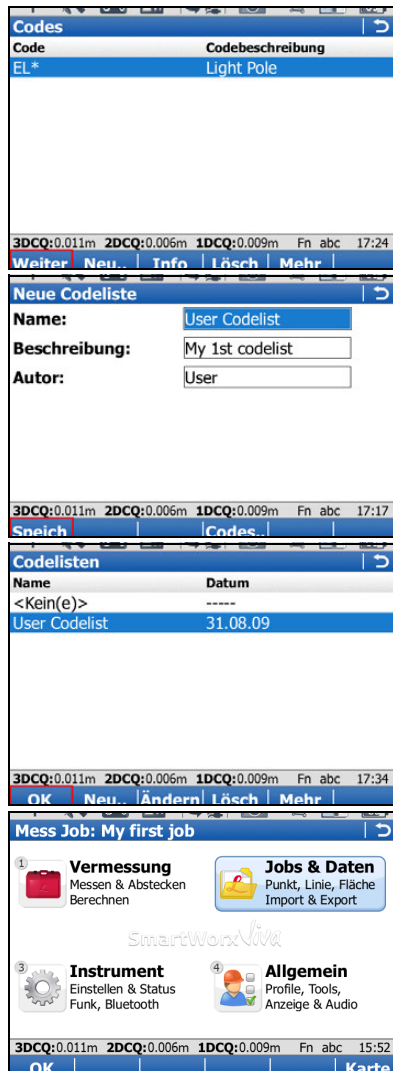 Codes
Code Codebeschreibung
EL* Light Pole
3DCQ:0.011m 2DCQ:0.006m 1DCQ:0.009m Fn abc 17:24
Weiter Neu.. Info Lösch Mehr
Neue Codeliste
Name: User Codelist
Beschreibung: My 1st codelist
Autor: User
3DCQ:0.011m 2DCQ:0.006m 1DCQ:0.009m Fn abc 17:17
Speich Codes..
Codelisten
Name Datum
<Kein(e)> -----
User Codelist 31.08.09
3DCQ:0.011m 2DCQ:0.006m 1DCQ:0.009m Fn abc 17:34
OK Neu.. Ändern Lösch Mehr
Mess Job: My first job
1 Vermessung
Messen & Abstecken
Berechnen
Jobs & Daten
Punkt, Linie, Fläche
Import & Export
SmartWorx Viva
3 Instrument
Einstellen & Status
Funk, Bluetooth
4 Allgemein
Profile, Tools,
Anzeige & Audio
3DCQ:0.011m 2DCQ:0.006m 1DCQ:0.009m Fn abc 15:52
OK Karte